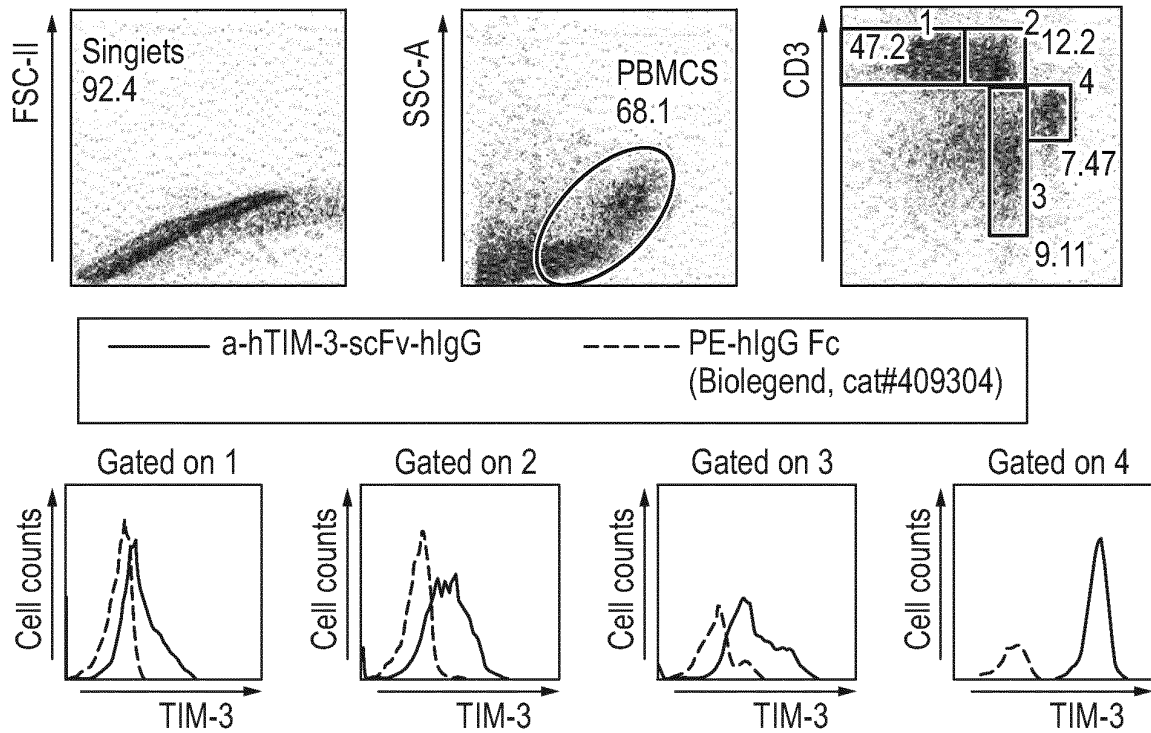 FSC-II
Singiets
92.4
SSC-A
PBMCS
68.1
CD3
1
2
47.2
12.2
4
7.47
3
9.11
a-hTIM-3-scFv-hlgG
PE-hlgG Fc
(Biolegend, cat#409304)
Gated on 1
Gated on 2
Gated on 3
Gated on 4
Cell counts
Cell counts
Cell counts
Cell counts
TIM-3
TIM-3
TIM-3
TIM-3